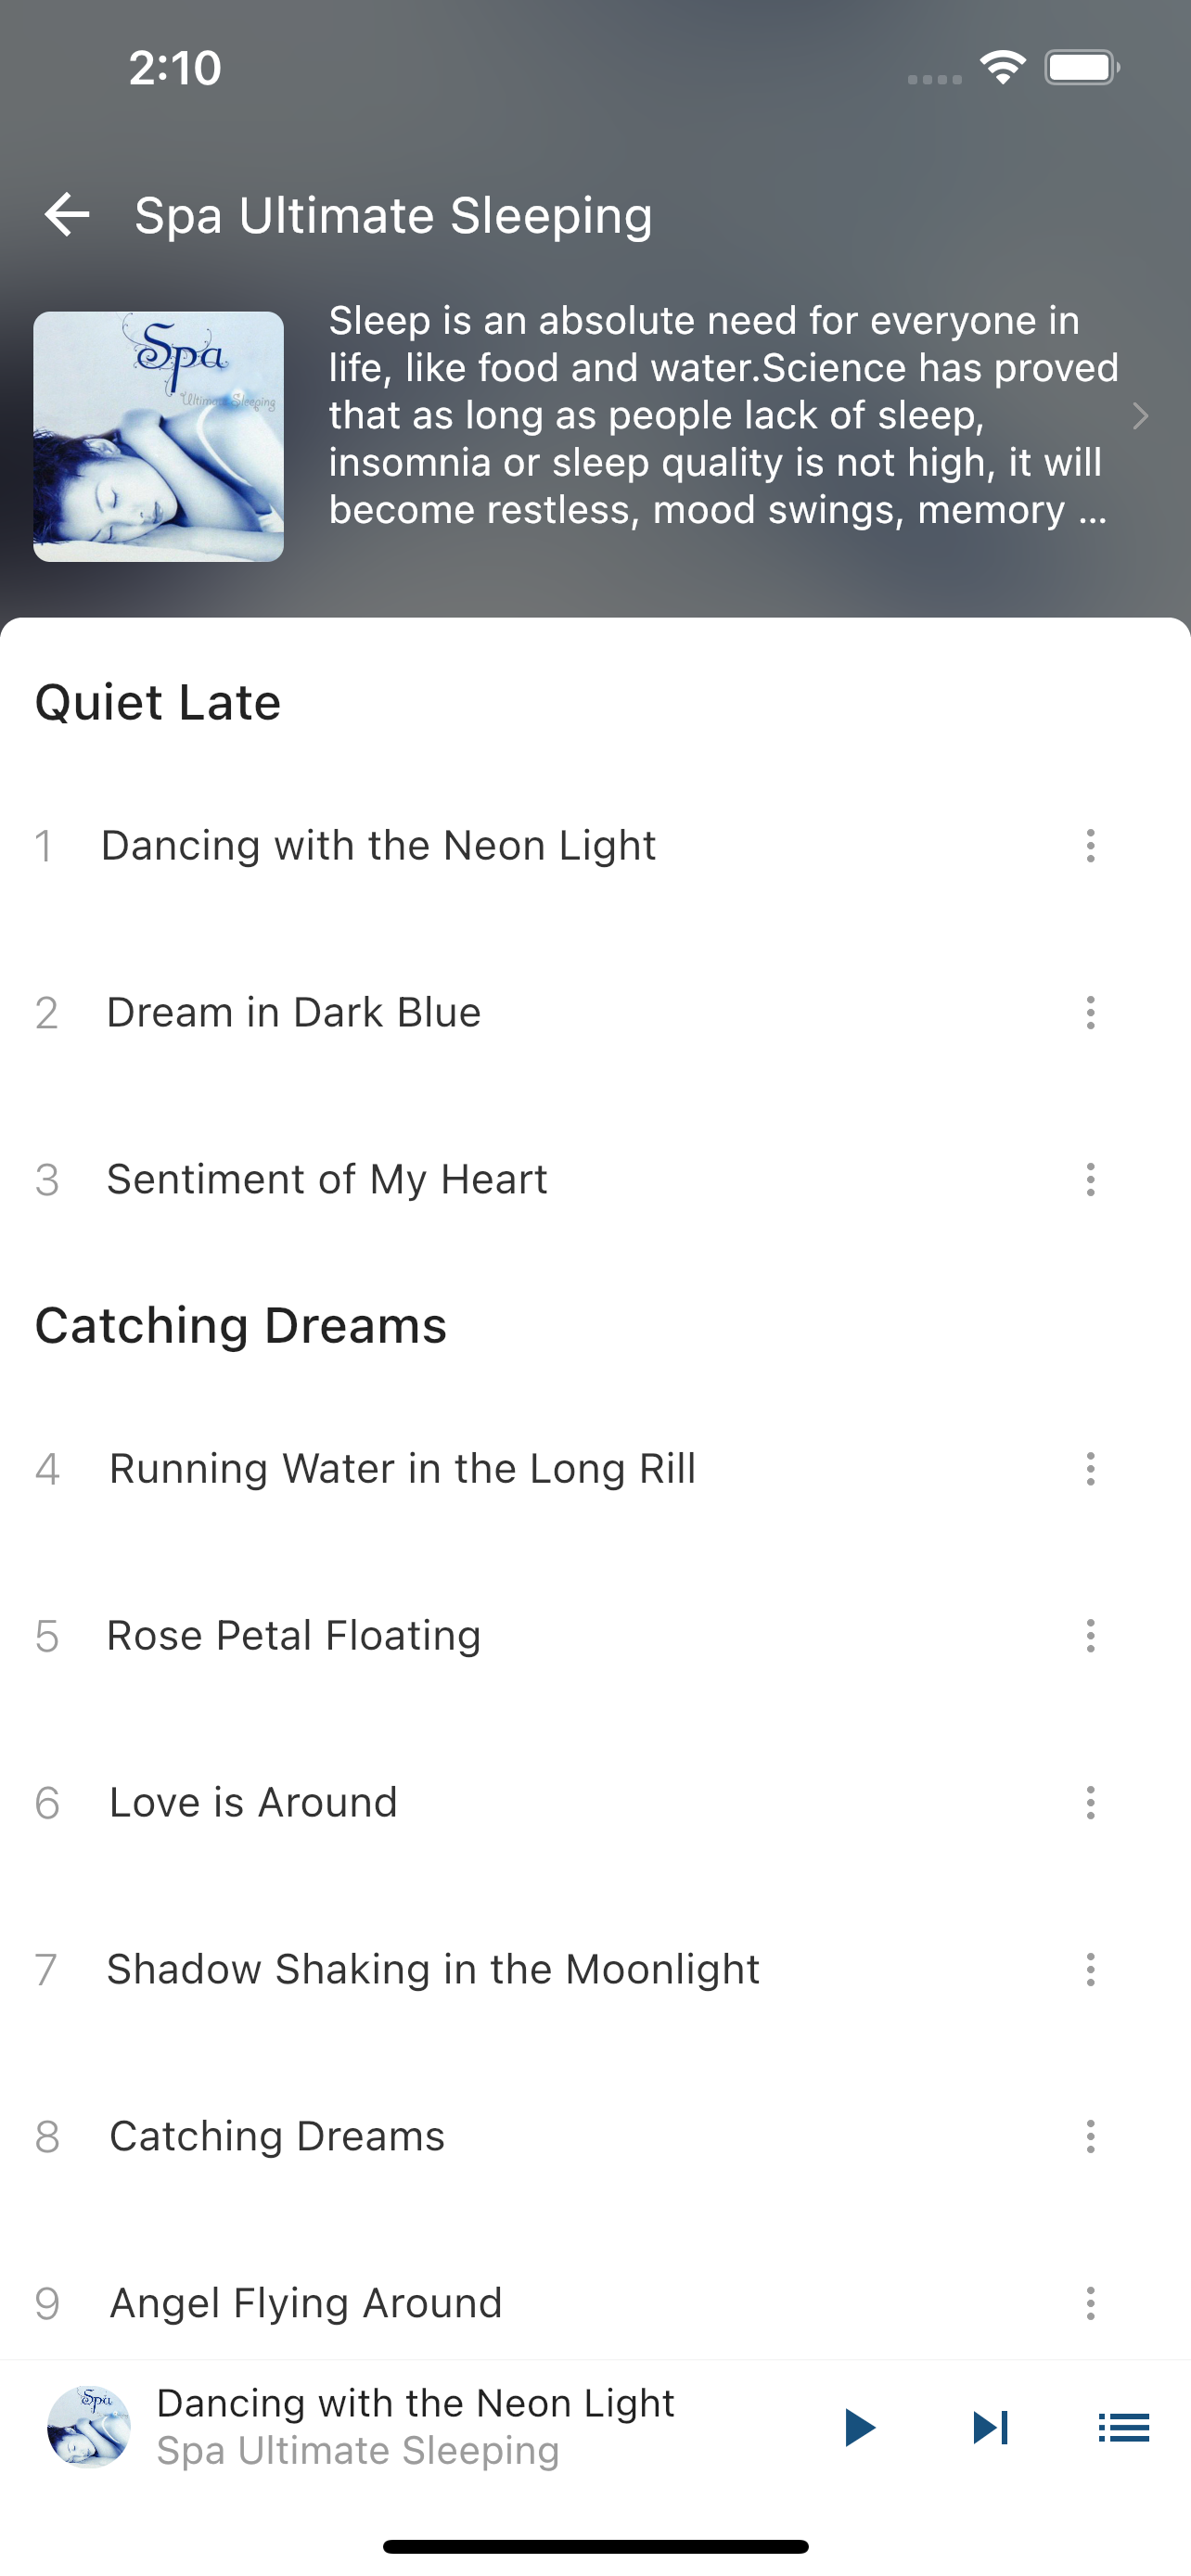 2:10
Spa Ultimate Sleeping
Spa
Ultimate Sleeping
Sleep is an absolute need for everyone in
life, like food and water.Science has proved
that as long as people lack of sleep,
insomnia or sleep quality is not high, it will
become restless, mood swings, memory ...
Quiet Late
1 Dancing with the Neon Light
2 Dream in Dark Blue
3 Sentiment of My Heart
Catching Dreams
4 Running Water in the Long Rill
5 Rose Petal Floating
6 Love is Around
7 Shadow Shaking in the Moonlight
8 Catching Dreams
9 Angel Flying Around
Spa
Dancing with the Neon Light
Spa Ultimate Sleeping